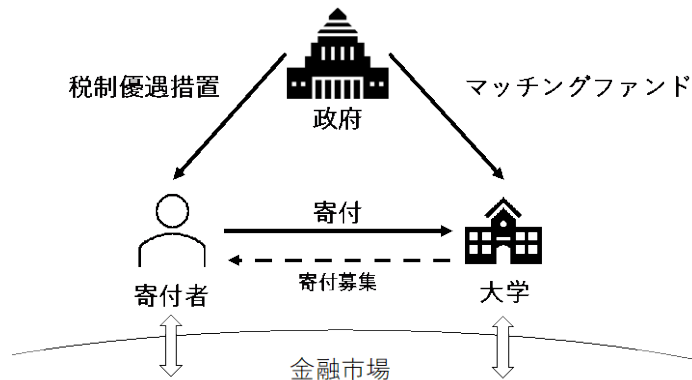 政府
税制優遇措置
マッチングファンド
寄付
寄付募集
寄付者
大学
金融市場